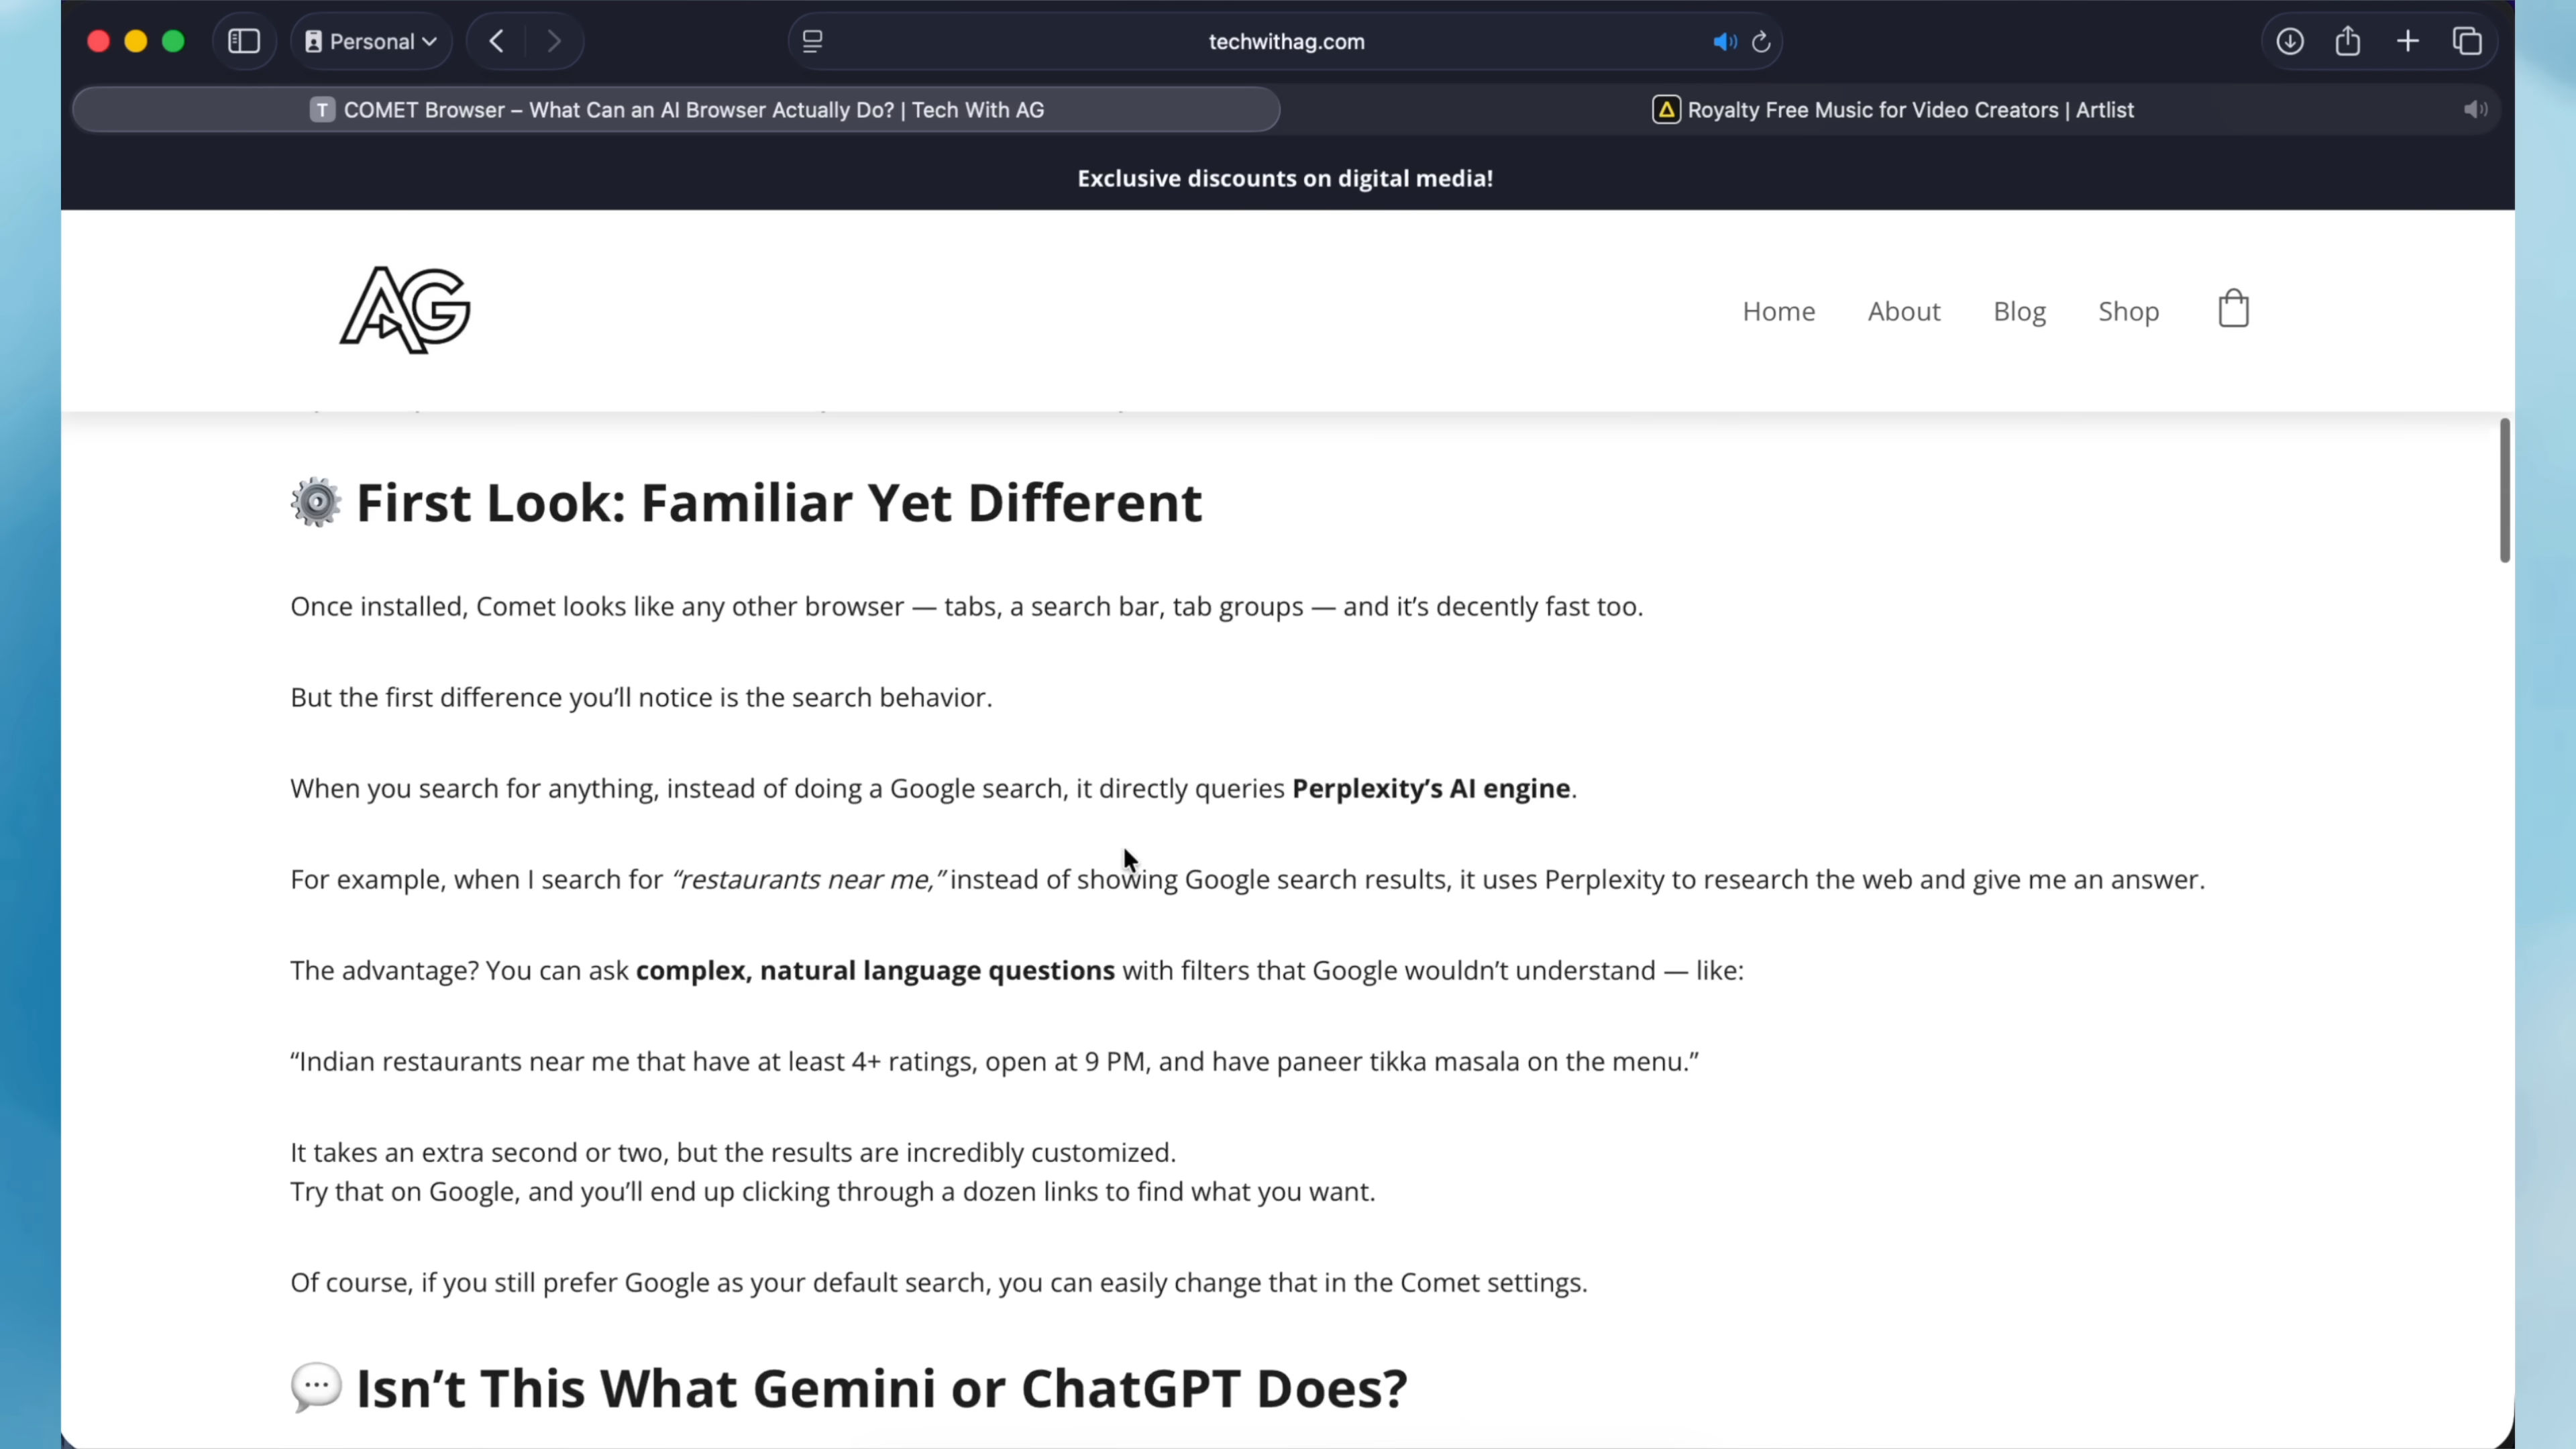 Personal
techwithag.com
T COMET Browser – What Can an AI Browser Actually Do? | Tech With AG
Royalty Free Music for Video Creators | Artlist
Exclusive discounts on digital media!
AG
Home About Blog Shop
⚙️ First Look: Familiar Yet Different
Once installed, Comet looks like any other browser — tabs, a search bar, tab groups — and it’s decently fast too.
But the first difference you’ll notice is the search behavior.
When you search for anything, instead of doing a Google search, it directly queries Perplexity’s AI engine.
For example, when I search for “restaurants near me,” instead of showing Google search results, it uses Perplexity to research the web and give me an answer.
The advantage? You can ask complex, natural language questions with filters that Google wouldn’t understand — like:
“Indian restaurants near me that have at least 4+ ratings, open at 9 PM, and have paneer tikka masala on the menu.”
It takes an extra second or two, but the results are incredibly customized.
Try that on Google, and you’ll end up clicking through a dozen links to find what you want.
Of course, if you still prefer Google as your default search, you can easily change that in the Comet settings.
💬 Isn’t This What Gemini or ChatGPT Does?